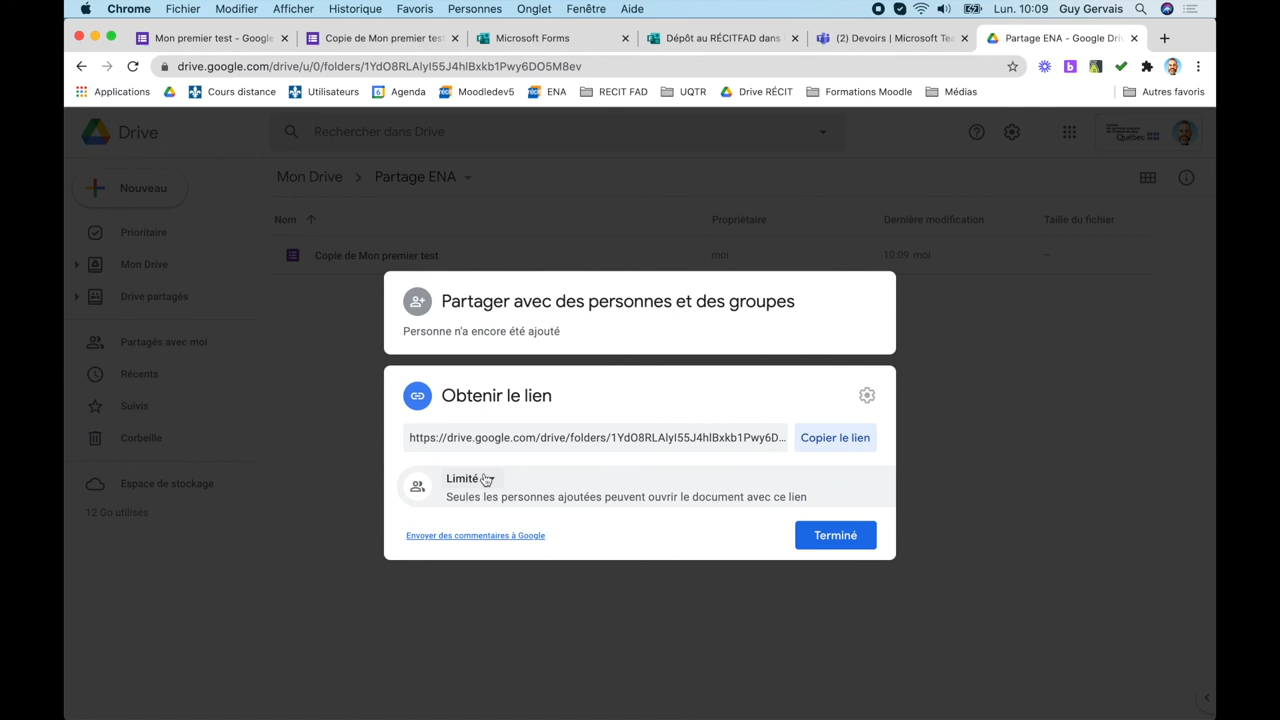 Chrome Fichier Modifier Afficher Historique Favoris Personnes Onglet Fenêtre Aide Lun. 10:09 Guy Gervais
Mon premier test - Google Copie de Mon premier test Microsoft Forms Dépôt au RÉCITFAD dans (2) Devoirs | Microsoft Tea Partage ENA - Google Driv
drive.google.com/drive/u/0/folders/1YdO8RLAlyI55J4hlBxkb1Pwy6DO5M8ev
Applications Cours distance Utilisateurs Agenda Moodledev5 ENA RECIT FAD UQTR Drive RÉCIT Formations Moodle Médias Autres favoris
Drive Rechercher dans Drive Québec
Mon Drive Partage ENA
Nouveau
Nom Propriétaire Dernière modification Taille du fichier
Prioritaire
Copie de Mon premier test moi 10:09 moi —
Mon Drive
Drive partagés
Partagés avec moi
Récents
Suivis
Corbeille
Espace de stockage
12 Go utilisés
Partager avec des personnes et des groupes
Personne n'a encore été ajouté
Obtenir le lien
https://drive.google.com/drive/folders/1YdO8RLAlyI55J4hlBxkb1Pwy6D... Copier le lien
Limité
Seules les personnes ajoutées peuvent ouvrir le document avec ce lien
Envoyer des commentaires à Google Terminé